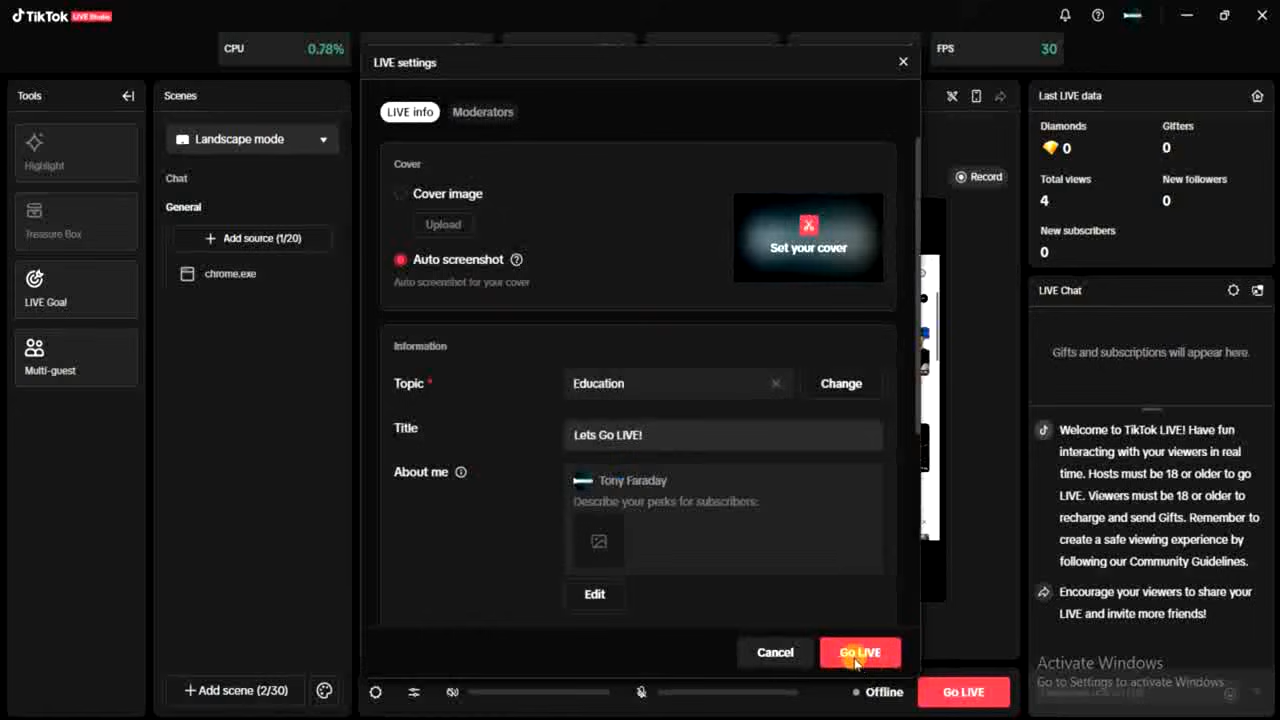 TikTok LIVE Studio
CPU 0.78%
FPS 30
Tools
Highlight
Treasure Box
LIVE Goal
Multi-guest
Scenes
Landscape mode
Chat
General
+ Add source (1/20)
chrome.exe
+ Add scene (2/30)
LIVE settings
LIVE info
Moderators
Cover
Cover image
Upload
Auto screenshot
Auto screenshot for your cover
Set your cover
Information
Topic *
Education
Change
Title
Lets Go LIVE!
About me
Tony Faraday
Describe your perks for subscribers:
Edit
Cancel
Go LIVE
Record
Offline
Go LIVE
Last LIVE data
Diamonds
0
Gifters
0
Total views
4
New followers
0
New subscribers
0
LIVE Chat
Gifts and subscriptions will appear here.
Welcome to TikTok LIVE! Have fun
interacting with your viewers in real
time. Hosts must be 18 or older to go
LIVE. Viewers must be 18 or older to
recharge and send Gifts. Remember to
create a safe viewing experience by
following our Community Guidelines.
Encourage your viewers to share your
LIVE and invite more friends!
Activate Windows
Go to Settings to activate Windows.